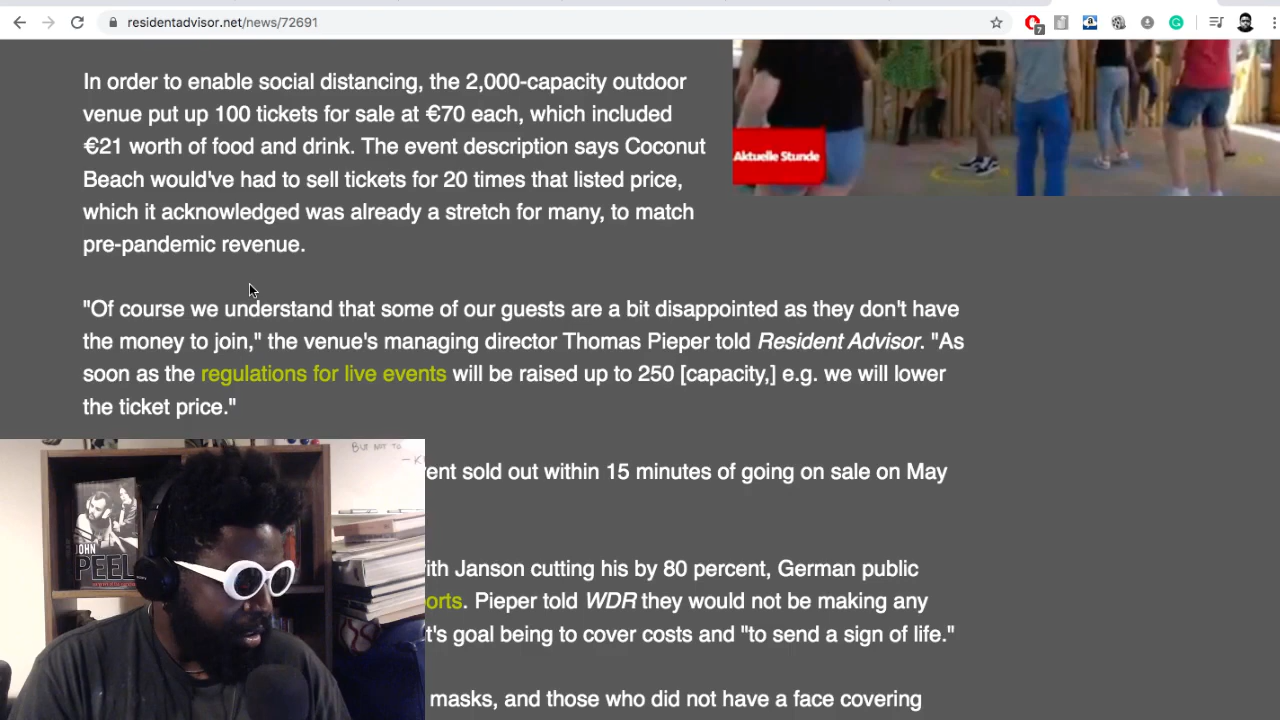 residentadvisor.net/news/72691
7
In order to enable social distancing, the 2,000-capacity outdoor
venue put up 100 tickets for sale at €70 each, which included
€21 worth of food and drink. The event description says Coconut
Beach would've had to sell tickets for 20 times that listed price,
which it acknowledged was already a stretch for many, to match
pre-pandemic revenue.
Aktuelle Stunde
"Of course we understand that some of our guests are a bit disappointed as they don't have
the money to join," the venue's managing director Thomas Pieper told Resident Advisor. "As
soon as the regulations for live events will be raised up to 250 [capacity,] e.g. we will lower
the ticket price."
BUT NOT TO
ent sold out within 15 minutes of going on sale on May
JOHN
PEEL
ith Janson cutting his by 80 percent, German public
orts. Pieper told WDR they would not be making any
t's goal being to cover costs and "to send a sign of life."
masks, and those who did not have a face covering